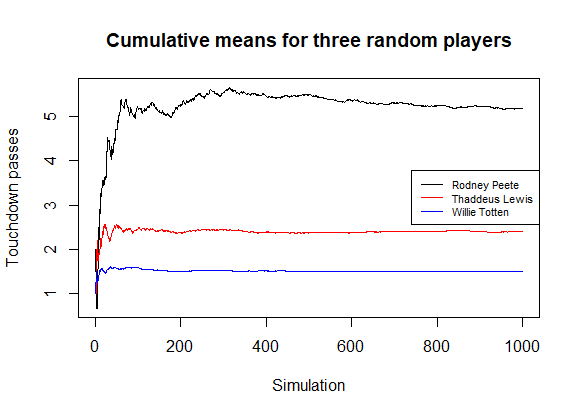 Cumulative means for three random players
Touchdown passes
5
4
3
2
1
Rodney Peete
Thaddeus Lewis
Willie Totten
0 200 400 600 800 1000
Simulation